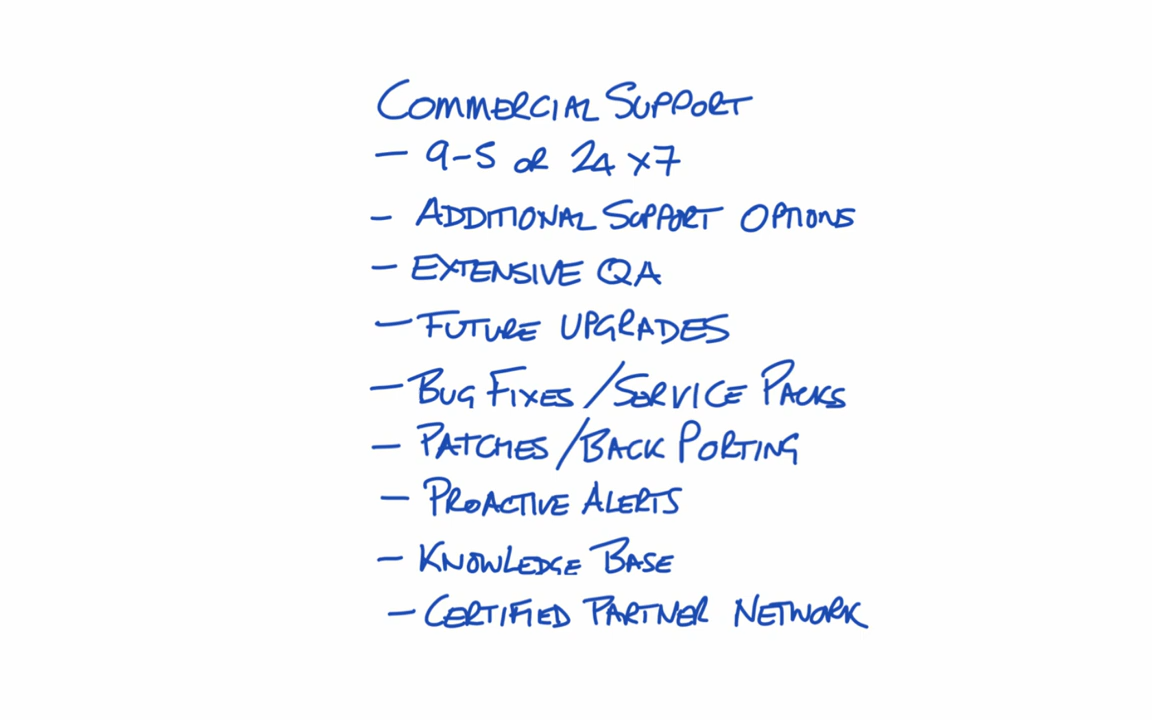 Commercial Support
- 9-5 or 24x7
- Additional Support Options
- Extensive QA
- Future Upgrades
- Bug Fixes/Service Packs
- Patches/Back Porting
- Proactive Alerts
- Knowledge Base
- Certified Partner Network